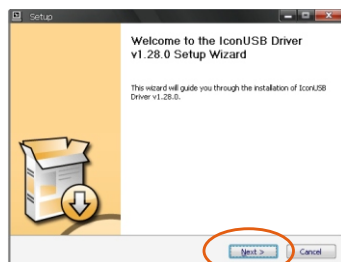 Setup
Welcome to the IconUSB Driver
v1.28.0 Setup Wizard
This wizard will guide you through the installation of IconUSB
Driver v1.28.0.
Next >
Cancel